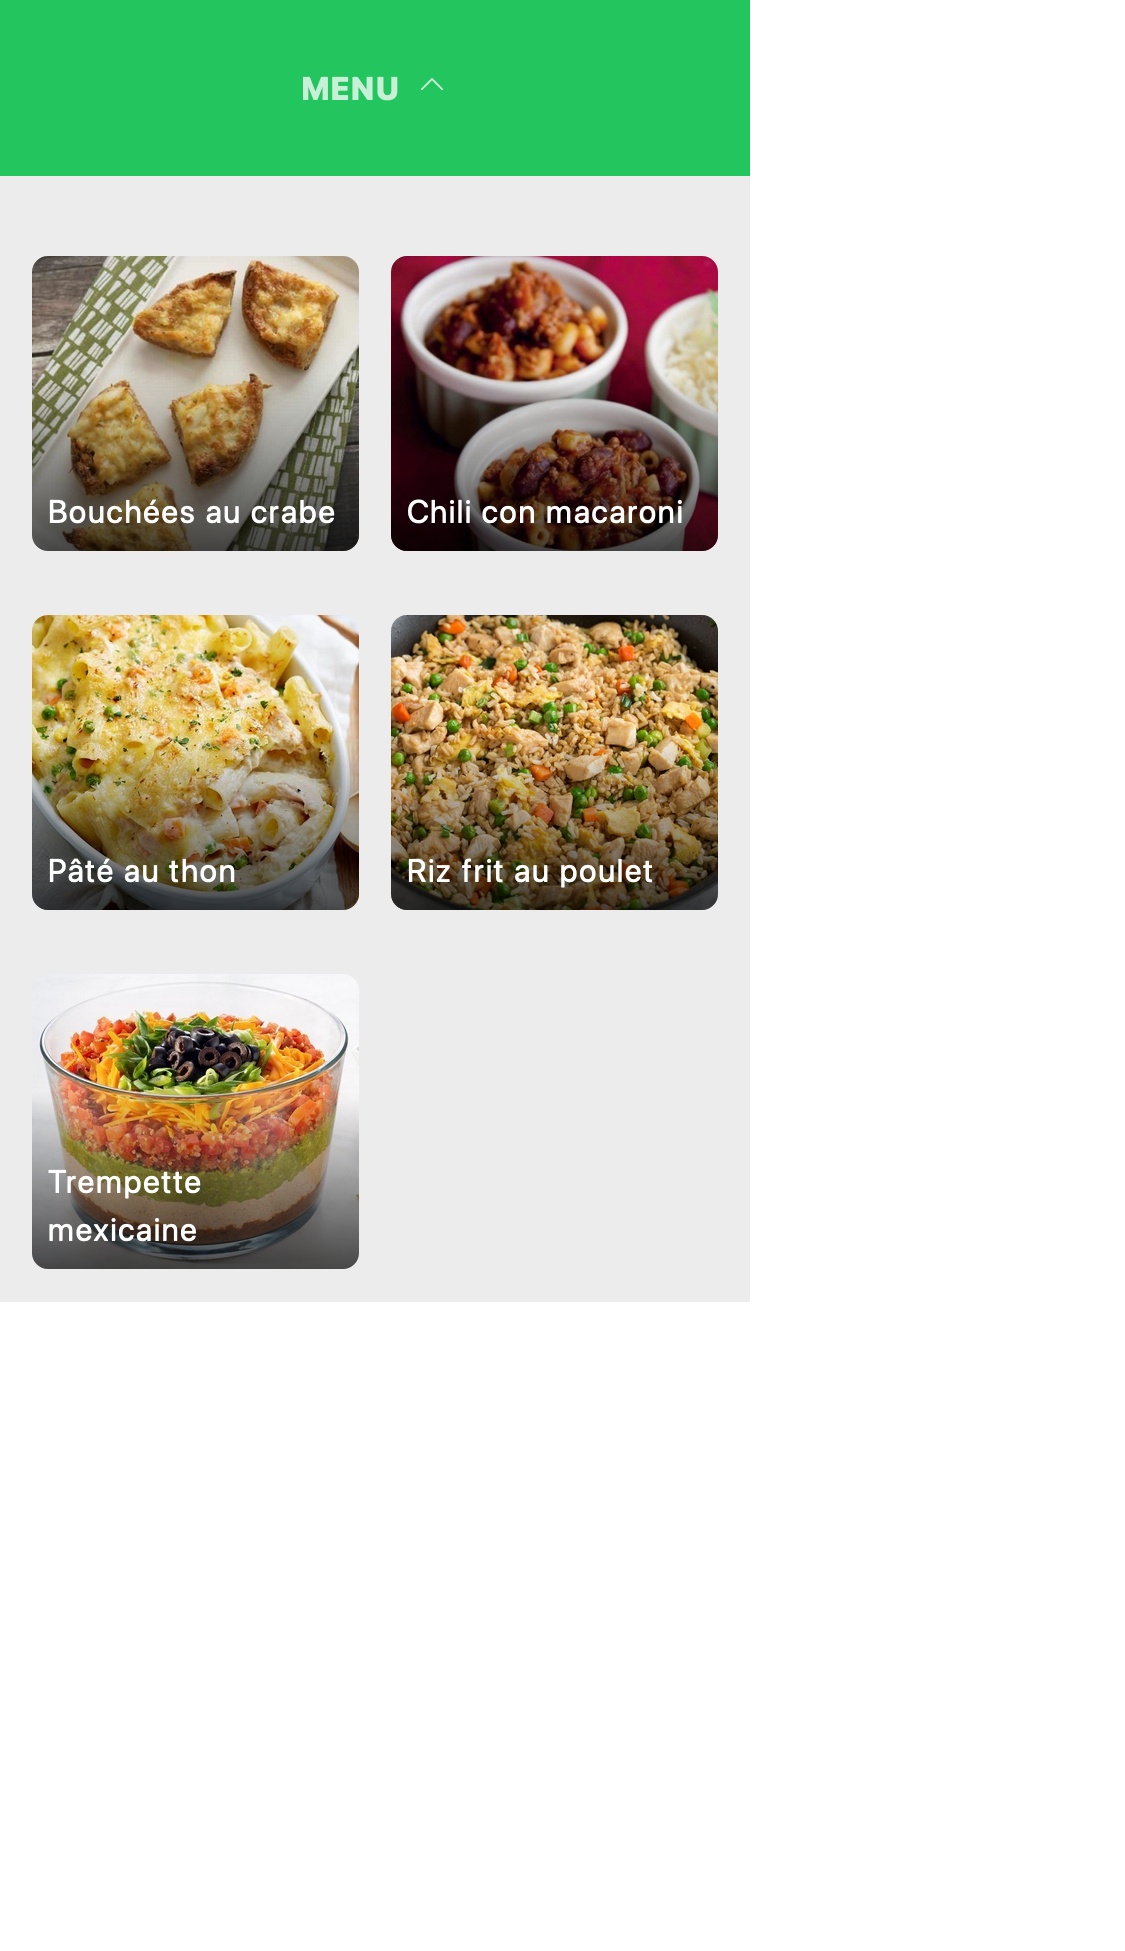 MENU
Bouchées au crabe
Chili con macaroni
Pâté au thon
Riz frit au poulet
Trempette
mexicaine